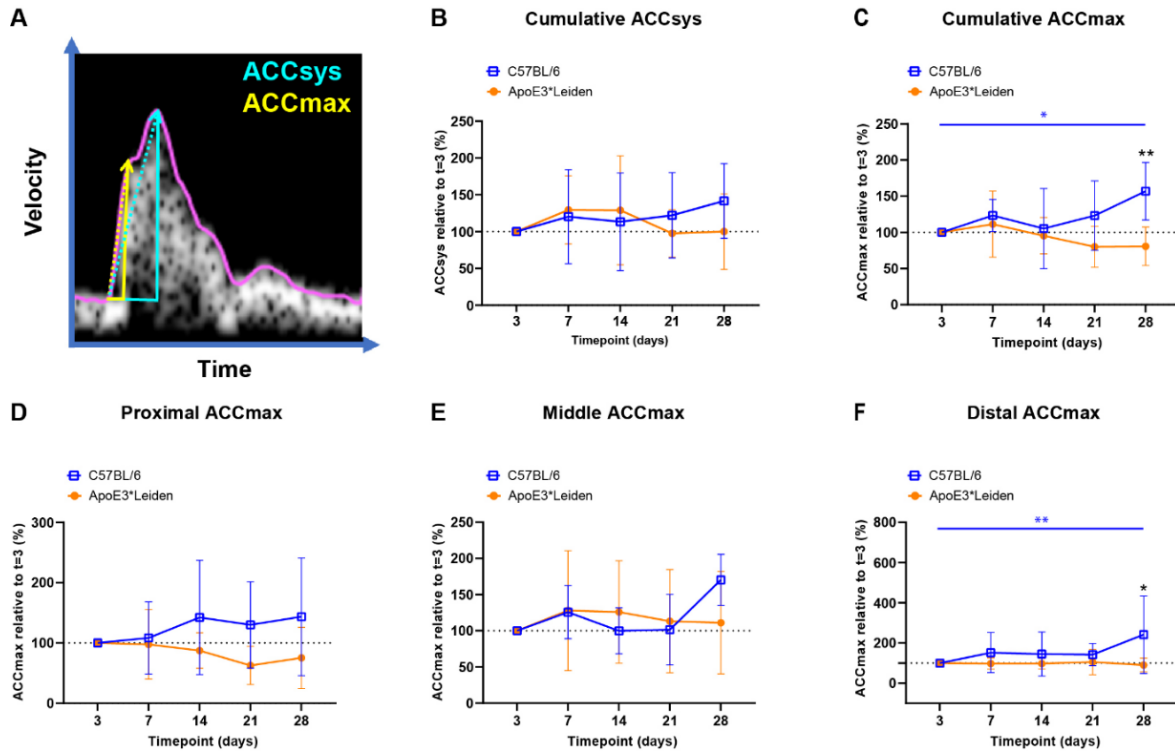 A
ACCsys
ACCmax
Velocity
Time
B
Cumulative ACCsys
C57BL/6
ApoE3*Leiden
ACCsys relative to t=3 (%)
250
200
150
100
50
0
3 7 14 21 28
Timepoint (days)
C
Cumulative ACCmax
C57BL/6
ApoE3*Leiden
ACCmax relative to t=3 (%)
250
200
150
100
50
0
*
**
3 7 14 21 28
Timepoint (days)
D
Proximal ACCmax
C57BL/6
ApoE3*Leiden
ACCmax relative to t=3 (%)
300
200
100
0
3 7 14 21 28
Timepoint (days)
E
Middle ACCmax
C57BL/6
ApoE3*Leiden
ACCmax relative to t=3 (%)
250
200
150
100
50
0
3 7 14 21 28
Timepoint (days)
F
Distal ACCmax
C57BL/6
ApoE3*Leiden
ACCmax relative to t=3 (%)
800
600
400
200
0
**
*
3 7 14 21 28
Timepoint (days)